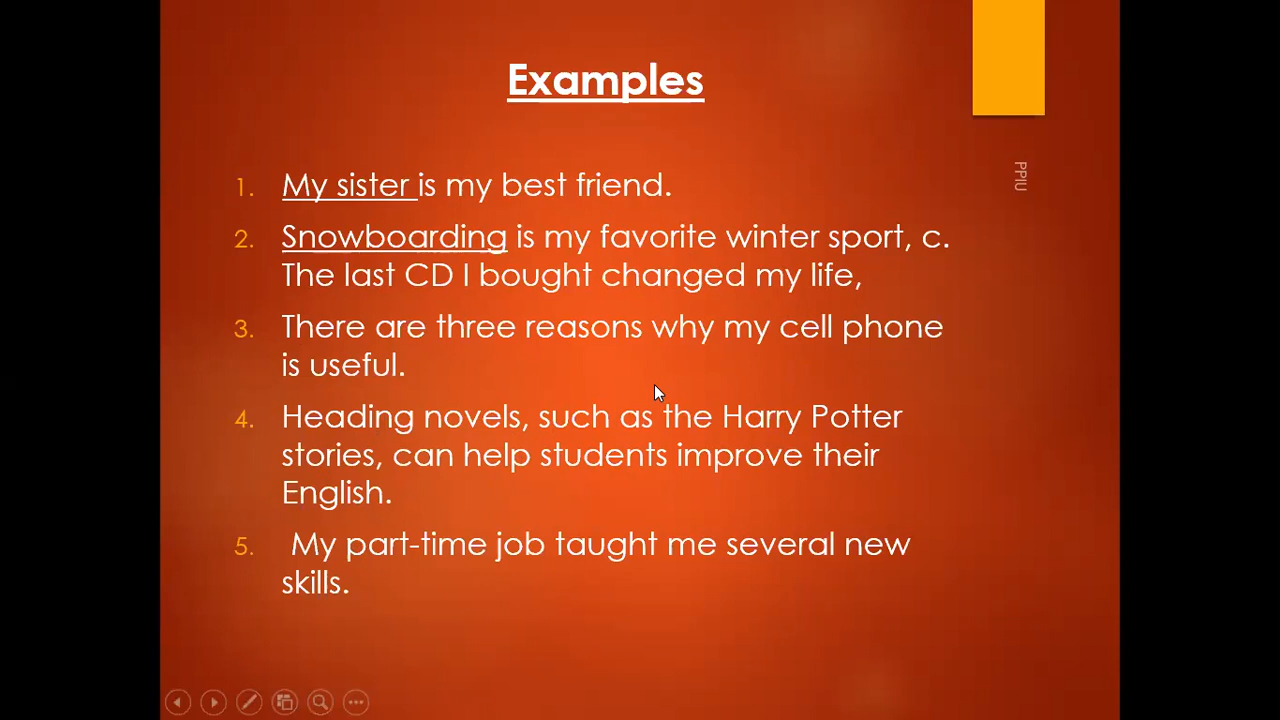 Examples
PPIU
1. My sister is my best friend.
2. Snowboarding is my favorite winter sport, c.
The last CD I bought changed my life,
3. There are three reasons why my cell phone
is useful.
4. Heading novels, such as the Harry Potter
stories, can help students improve their
English.
5. My part-time job taught me several new
skills.